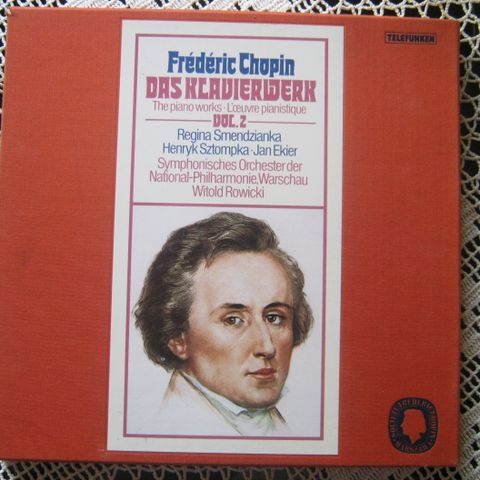 TELEFUNKEN
Frédéric Chopin
DAS KLAVIERWERK
The piano works · L'œuvre pianistique
VOL. 2
Regina Smendzianka
Henryk Sztompka · Jan Ekier
Symphonisches Orchester der
National-Philharmonie, Warschau
Witold Rowicki